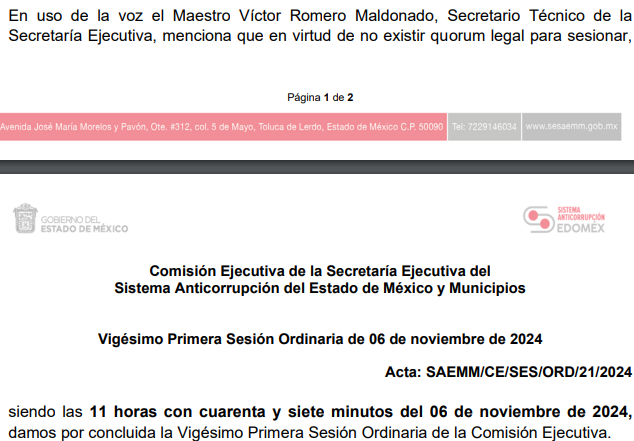 En uso de la voz el Maestro Víctor Romero Maldonado, Secretario Técnico de la
Secretaría Ejecutiva, menciona que en virtud de no existir quorum legal para sesionar,
Página 1 de 2
Avenida José María Morelos y Pavón, Ote. #312, col. 5 de Mayo, Toluca de Lerdo, Estado de México C.P. 50090 Tel: 7229146034 www.sesaemm.gob.mx
GOBIERNO DEL
ESTADO DE MÉXICO
SISTEMA
ANTICORRUPCIÓN
EDOMÉX
Comisión Ejecutiva de la Secretaría Ejecutiva del
Sistema Anticorrupción del Estado de México y Municipios
Vigésimo Primera Sesión Ordinaria de 06 de noviembre de 2024
Acta: SAEMM/CE/SES/ORD/21/2024
siendo las 11 horas con cuarenta y siete minutos del 06 de noviembre de 2024,
damos por concluida la Vigésimo Primera Sesión Ordinaria de la Comisión Ejecutiva.